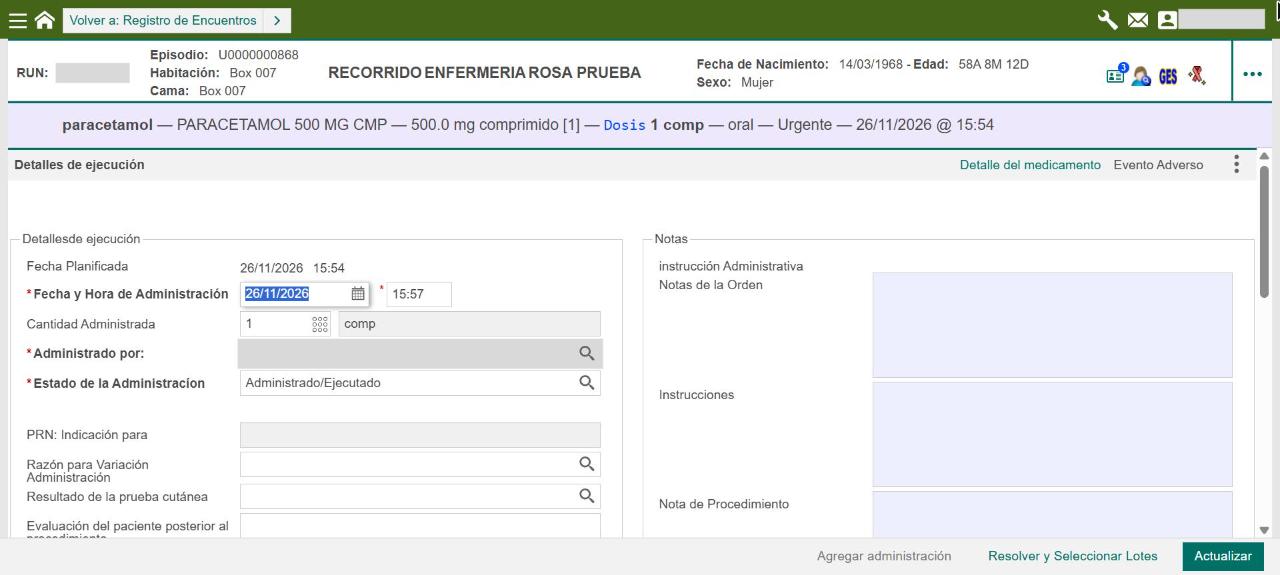 Volver a: Registro de Encuentros
RUN:
Episodio: U0000000868
Habitación: Box 007
Cama: Box 007
RECORRIDO ENFERMERIA ROSA PRUEBA
Fecha de Nacimiento: 14/03/1968 - Edad: 58A 8M 12D
Sexo: Mujer
3
GES
paracetamol — PARACETAMOL 500 MG CMP — 500.0 mg comprimido [1] — Dosis 1 comp — oral — Urgente — 26/11/2026 @ 15:54
Detalles de ejecución
Detalle del medicamento
Evento Adverso
Detallesde ejecución
Fecha Planificada 26/11/2026 15:54
*Fecha y Hora de Administración 26/11/2026 * 15:57
Cantidad Administrada 1 comp
*Administrado por:
*Estado de la Administracíon Administrado/Ejecutado
PRN: Indicación para
Razón para Variación
Administración
Resultado de la prueba cutánea
Evaluación del paciente posterior al
procedimiento
Notas
instrucción Administrativa
Notas de la Orden
Instrucciones
Nota de Procedimiento
Agregar administración
Resolver y Seleccionar Lotes
Actualizar